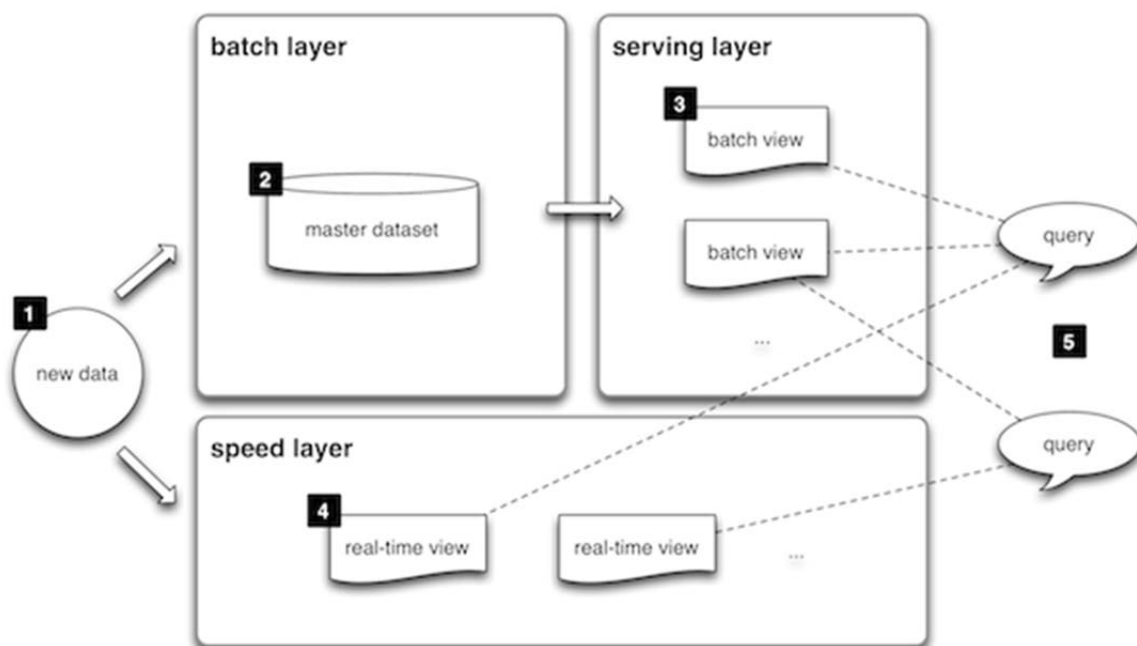 batch layer
serving layer
3
batch view
2
master dataset
query
batch view
1
...
5
new data
speed layer
query
4
real-time view
real-time view
...